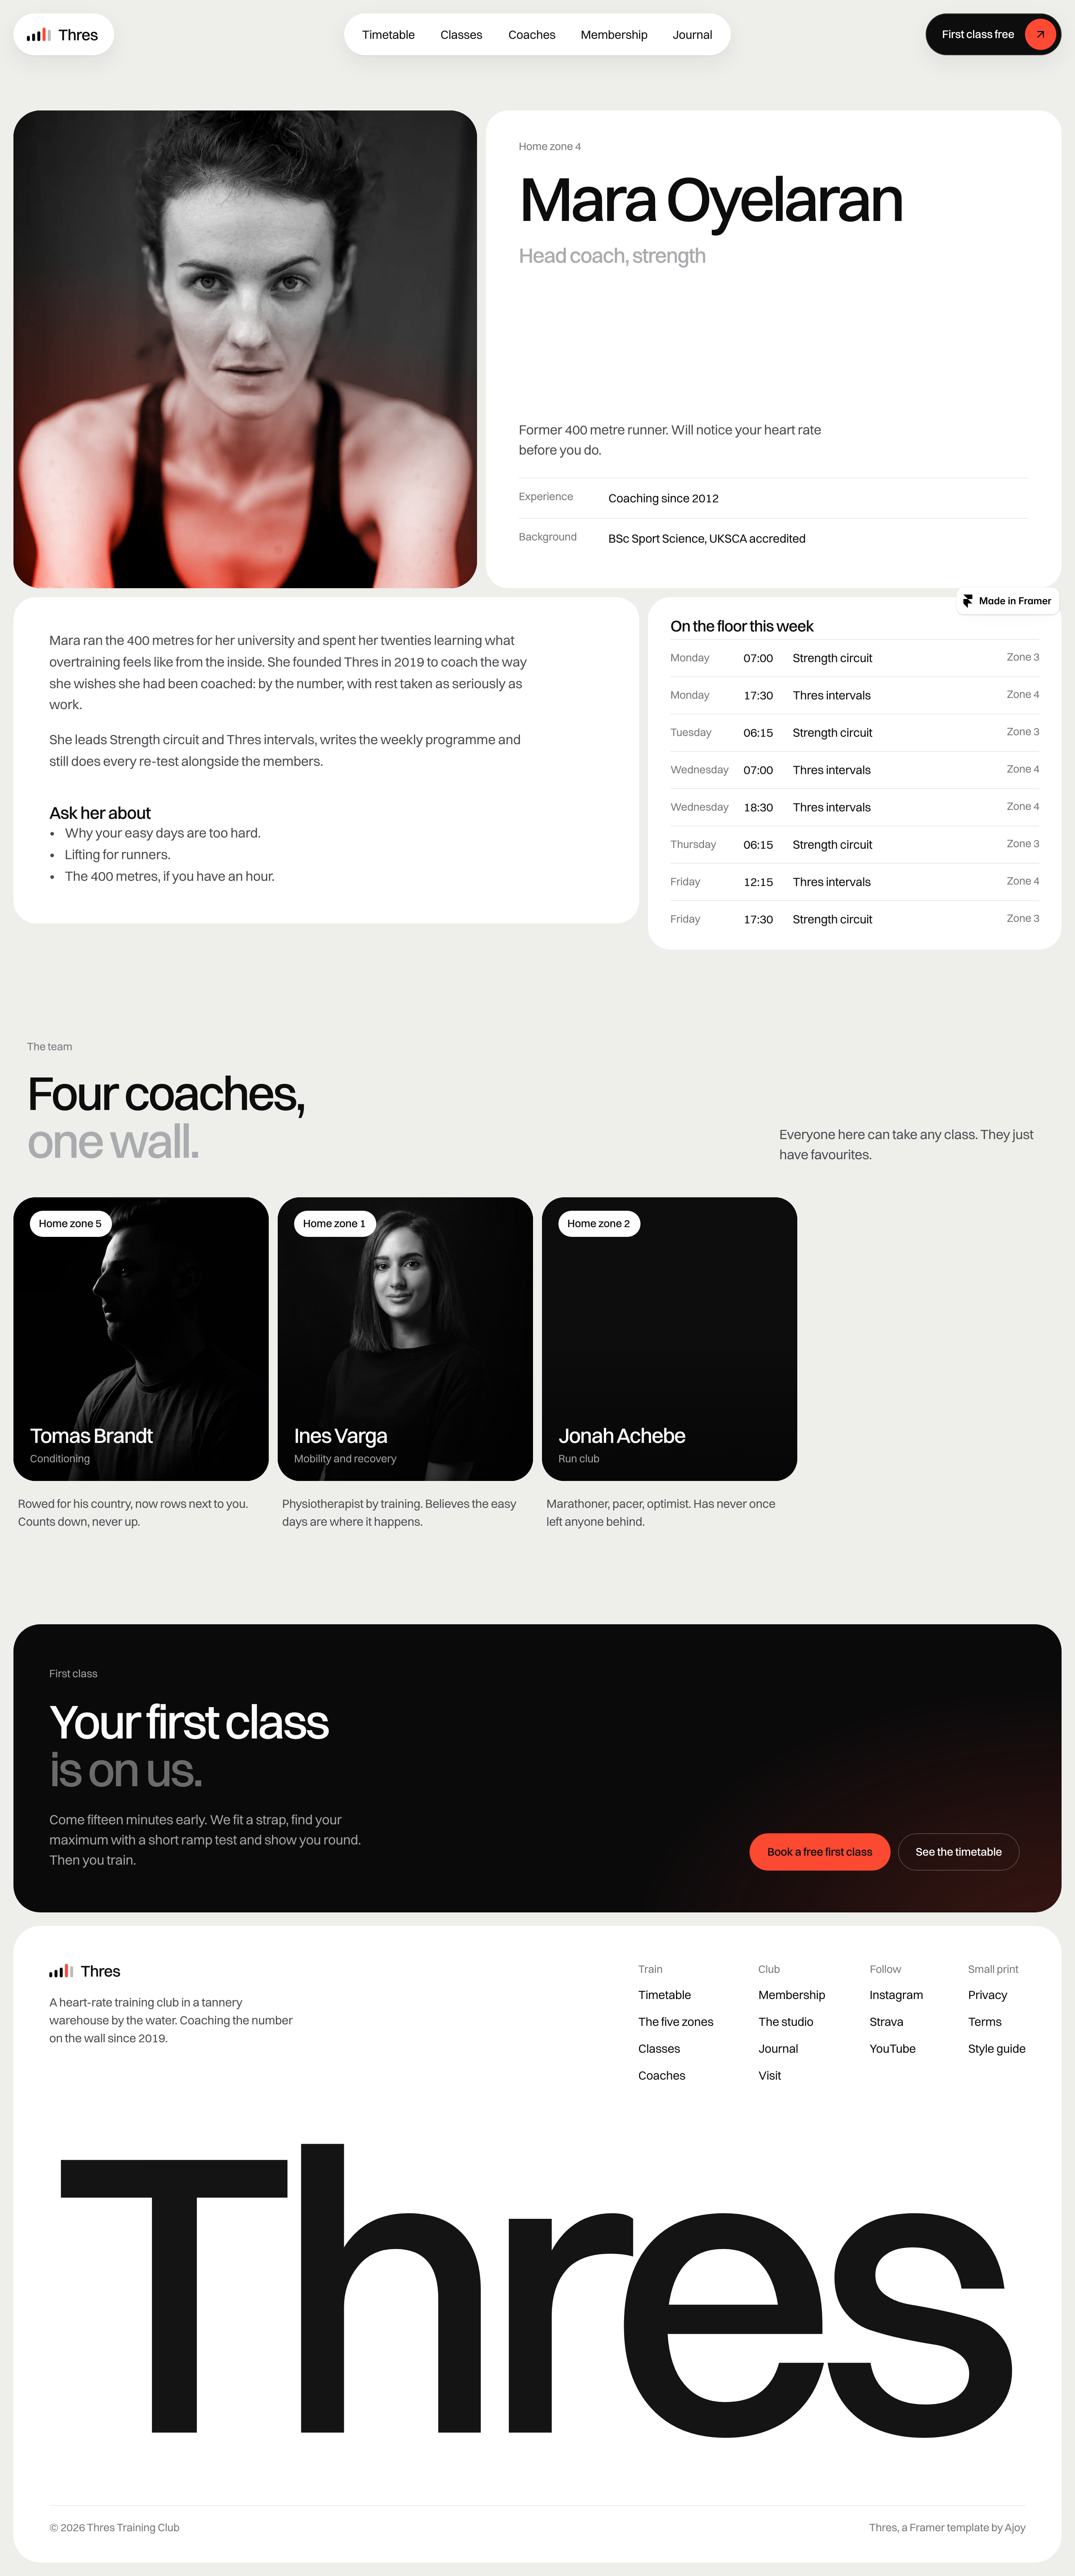 Thres
Timetable
Classes
Coaches
Membership
Journal
First class free
Home zone 4
Mara Oyelaran
Head coach, strength
Former 400 metre runner. Will notice your heart rate
before you do.
Experience
Coaching since 2012
Background
BSc Sport Science, UKSCA accredited
Made in Framer
Mara ran the 400 metres for her university and spent her twenties learning what
overtraining feels like from the inside. She founded Thres in 2019 to coach the way
she wishes she had been coached: by the number, with rest taken as seriously as
work.
She leads Strength circuit and Thres intervals, writes the weekly programme and
still does every re-test alongside the members.
Ask her about
• Why your easy days are too hard.
• Lifting for runners.
• The 400 metres, if you have an hour.
On the floor this week
Monday 07:00 Strength circuit Zone 3
Monday 17:30 Thres intervals Zone 4
Tuesday 06:15 Strength circuit Zone 3
Wednesday 07:00 Thres intervals Zone 4
Wednesday 18:30 Thres intervals Zone 4
Thursday 06:15 Strength circuit Zone 3
Friday 12:15 Thres intervals Zone 4
Friday 17:30 Strength circuit Zone 3
The team
Four coaches,
one wall.
Everyone here can take any class. They just
have favourites.
Home zone 5
Tomas Brandt
Conditioning
Rowed for his country, now rows next to you.
Counts down, never up.
Home zone 1
Ines Varga
Mobility and recovery
Physiotherapist by training. Believes the easy
days are where it happens.
Home zone 2
Jonah Achebe
Run club
Marathoner, pacer, optimist. Has never once
left anyone behind.
First class
Your first class
is on us.
Come fifteen minutes early. We fit a strap, find your
maximum with a short ramp test and show you round.
Then you train.
Book a free first class
See the timetable
Thres
A heart-rate training club in a tannery
warehouse by the water. Coaching the number
on the wall since 2019.
Train
Timetable
The five zones
Classes
Coaches
Club
Membership
The studio
Journal
Visit
Follow
Instagram
Strava
YouTube
Small print
Privacy
Terms
Style guide
Thres
© 2026 Thres Training Club
Thres, a Framer template by Ajoy